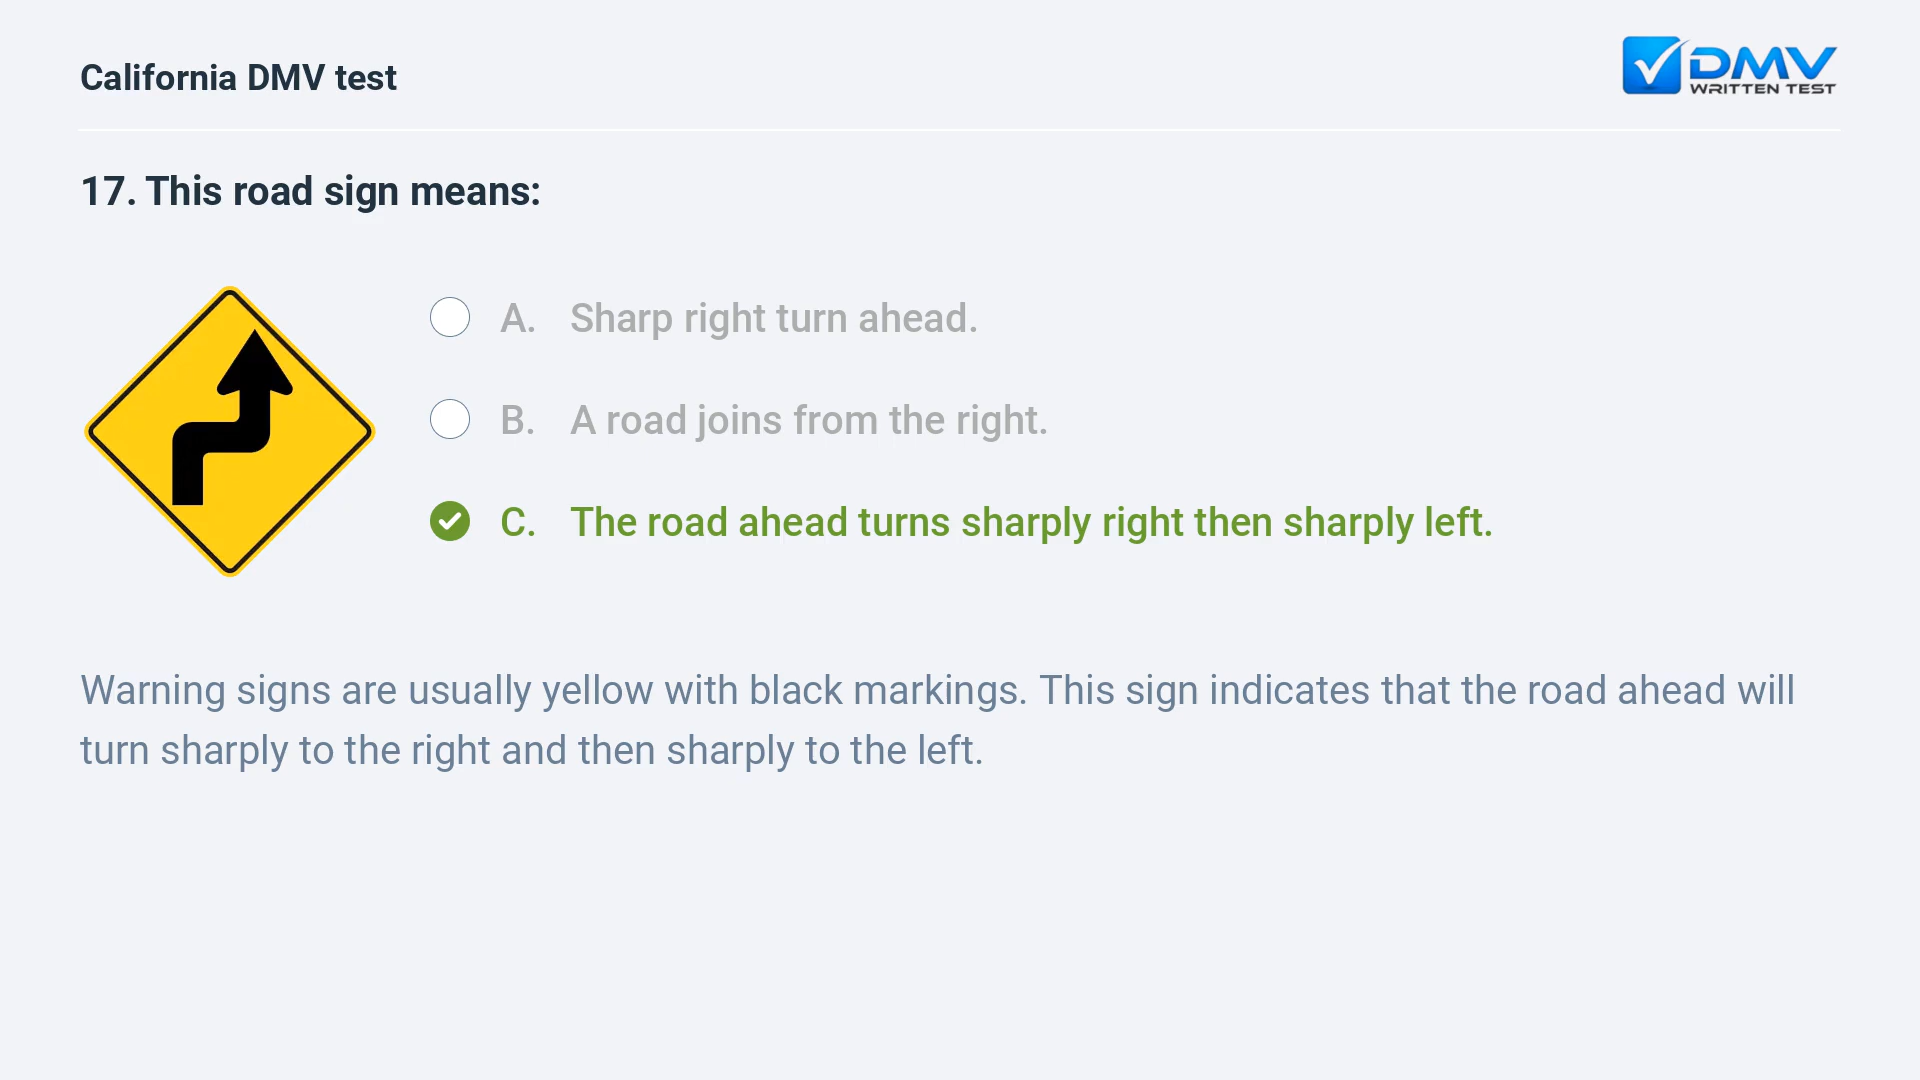 California DMV test
DMV
WRITTEN TEST
17. This road sign means:
A. Sharp right turn ahead.
B. A road joins from the right.
C. The road ahead turns sharply right then sharply left.
Warning signs are usually yellow with black markings. This sign indicates that the road ahead will
turn sharply to the right and then sharply to the left.